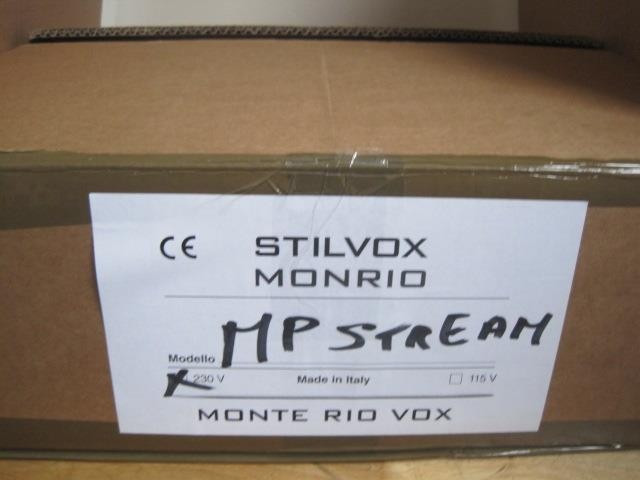 CE STILVOX
MONRIO
Modello MP STREAM
230 V Made in Italy 115 V
MONTE RIO VOX